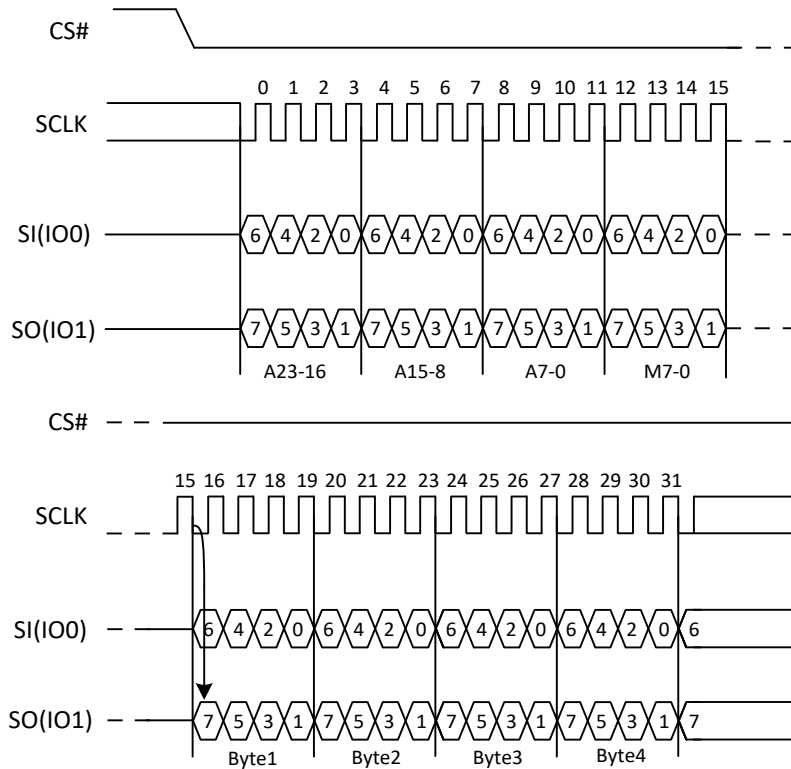 CS#
0 1 2 3 4 5 6 7 8 9 10 11 12 13 14 15
SCLK
SI(IO0) 6 4 2 0 6 4 2 0 6 4 2 0 6 4 2 0
SO(IO1) 7 5 3 1 7 5 3 1 7 5 3 1 7 5 3 1
A23-16 A15-8 A7-0 M7-0
CS#
15 16 17 18 19 20 21 22 23 24 25 26 27 28 29 30 31
SCLK
SI(IO0) 6 4 2 0 6 4 2 0 6 4 2 0 6 4 2 0 6
SO(IO1) 7 5 3 1 7 5 3 1 7 5 3 1 7 5 3 1 7
Byte1 Byte2 Byte3 Byte4